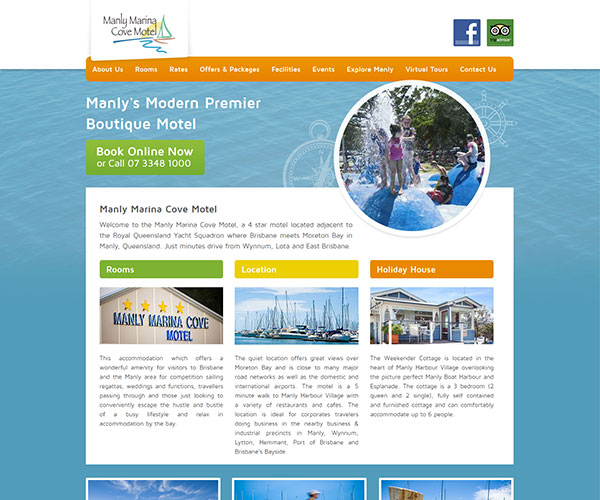 Manly Marina
Cove Motel
About Us Rooms Rates Offers & Packages Facilities Events Explore Manly Virtual Tours Contact Us
Manly's Modern Premier
Boutique Motel
Book Online Now
or Call 07 3348 1000
Manly Marina Cove Motel
Welcome to the Manly Marina Cove Motel, a 4 star motel located adjacent to
the Royal Queensland Yacht Squadron where Brisbane meets Moreton Bay in
Manly, Queensland. Just minutes drive from Wynnum, Lota and East Brisbane
Rooms
MANLY MARINA COVE
MOTEL
This accommodation which offers a
wonderful amenity for visitors to Brisbane
and the Manly area for competition sailing
regattas, weddings and functions, travellers
passing through and those just looking to
conveniently escape the hustle and bustle
of a busy lifestyle and relax in
accommodation by the bay.
Location
The quiet location offers great views over
Moreton Bay and is close to many major
road networks as well as the domestic and
international airports. The motel is a 5
minute walk to Manly Harbour Village with
a variety of restaurants and cafes. The
location is ideal for corporate travelers
doing business in the nearby business &
industrial precincts in Manly, Wynnum,
Lytton, Hemmant, Port of Brisbane and
Brisbane's Bayside.
Holiday House
The Weekender Cottage is located in the
heart of Manly Harbour Village overlooking
the picture perfect Manly Boat Harbour and
Esplanade. The cottage is a 3 bedroom (2
queen and 2 single), fully self contained
and furnished cottage and can comfortably
accommodate up to 6 people.